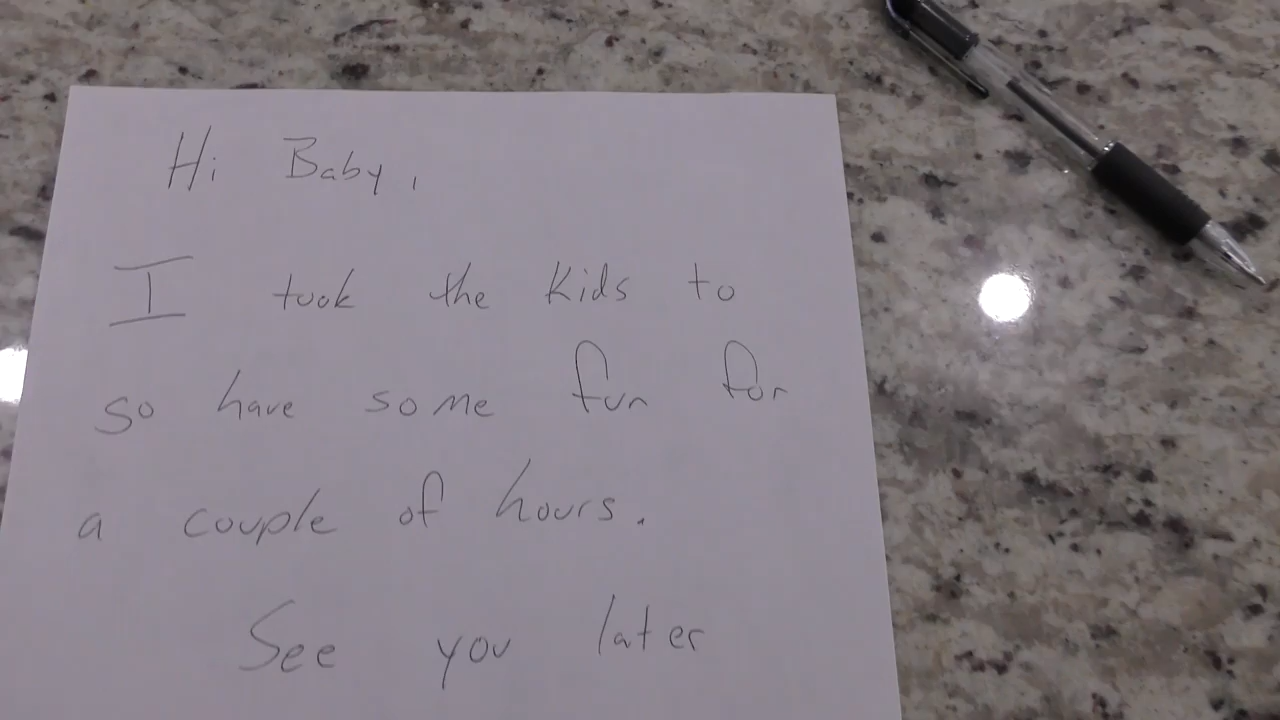 Hi Baby,
I took the Kids to
so have some fun for
a couple of hours.
See you later